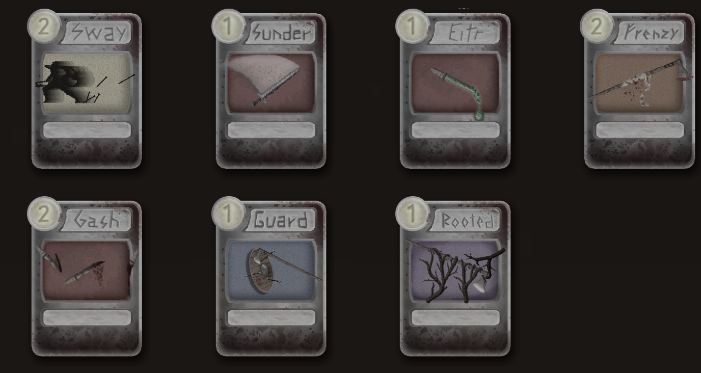 2 Sway
1 Sunder
1 Eitr
2 Frenzy
2 Gash
1 Guard
1 Rooted